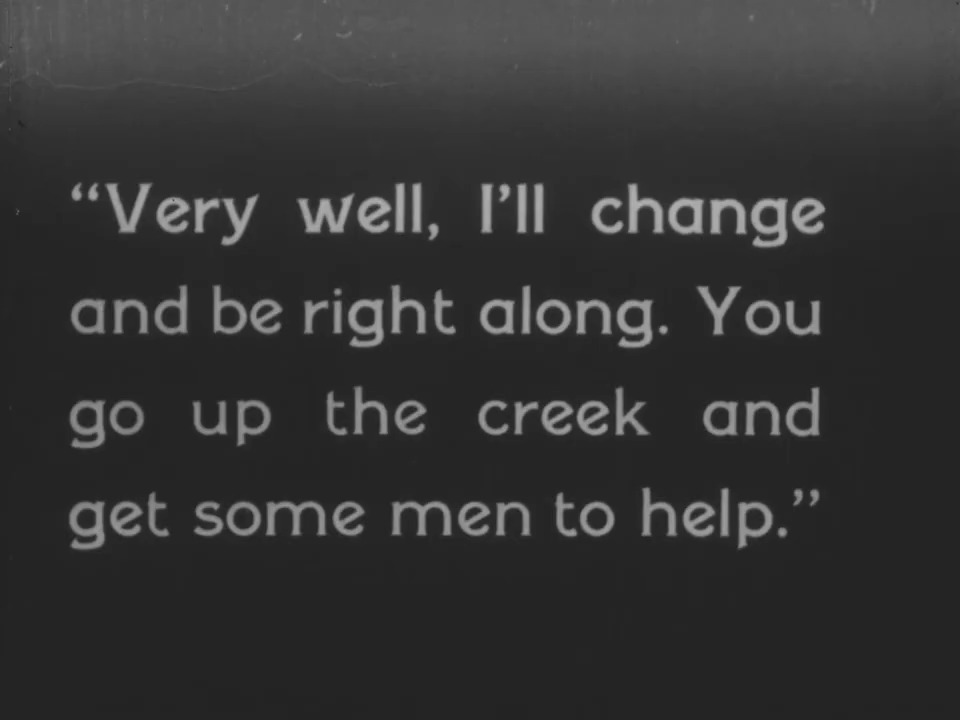 “Very well, I’ll change
and be right along. You
go up the creek and
get some men to help.”